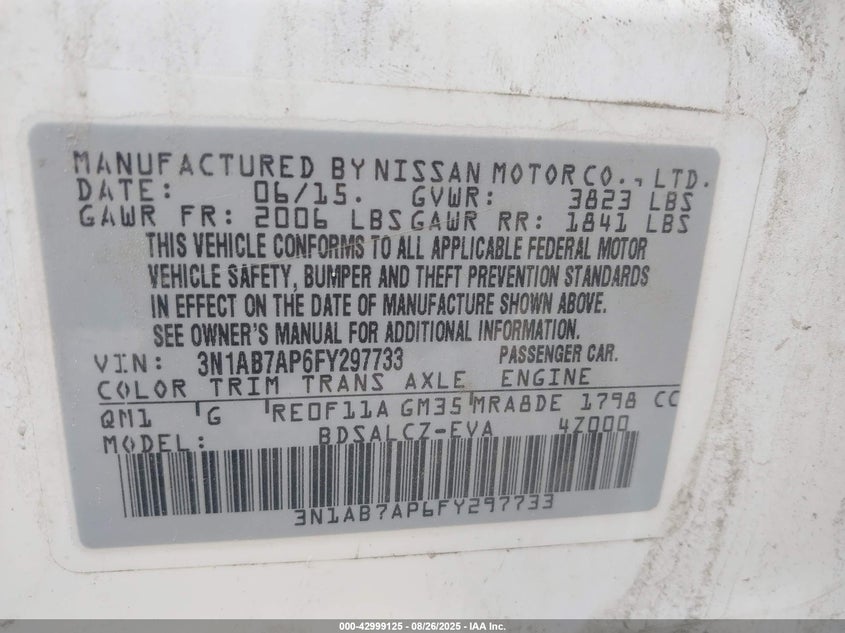 MANUFACTURED BY NISSAN MOTOR CO., LTD.
DATE: 06/15. GVWR: 3823 LBS
GAWR FR: 2006 LBS GAWR RR: 1841 LBS
THIS VEHICLE CONFORMS TO ALL APPLICABLE FEDERAL MOTOR
VEHICLE SAFETY, BUMPER AND THEFT PREVENTION STANDARDS
IN EFFECT ON THE DATE OF MANUFACTURE SHOWN ABOVE.
SEE OWNER'S MANUAL FOR ADDITIONAL INFORMATION.
VIN: 3N1AB7AP6FY297733 PASSENGER CAR.
COLOR TRIM TRANS AXLE ENGINE
QM1 G RE0F11A GM35 MRA8DE 1798 CC
MODEL: BDSALCZ-EVA 4Z000
3N1AB7AP6FY297733
000-42999125 - 08/26/2025 - IAA Inc.